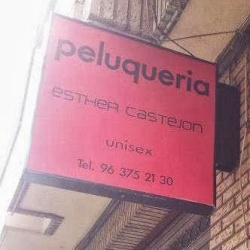 peluqueria
esther castejon
unisex
Tel. 96 375 21 30